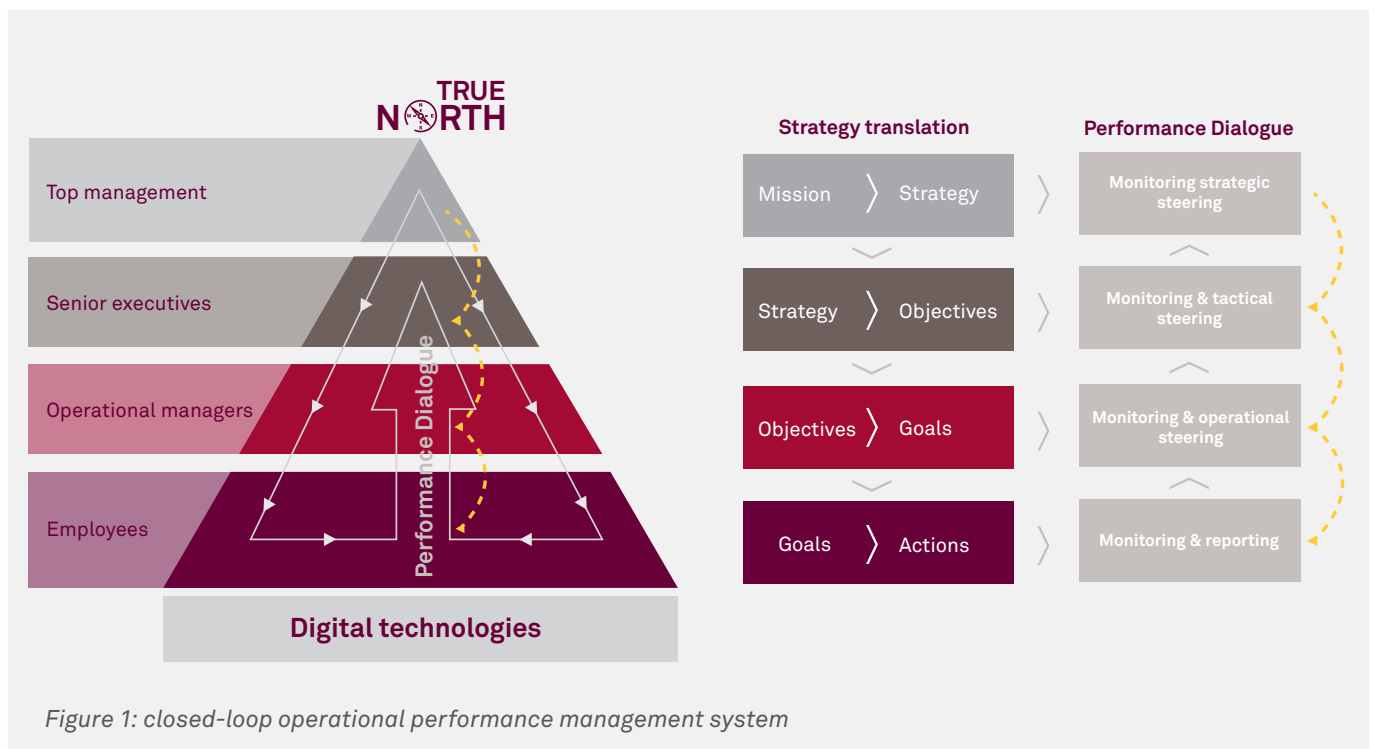 TRUE
NORTH
Top management
Senior executives
Operational managers
Employees
Performance Dialogue
Digital technologies
Strategy translation
Performance Dialogue
Mission
Strategy
Monitoring strategic
steering
Strategy
Objectives
Monitoring & tactical
steering
Objectives
Goals
Monitoring & operational
steering
Goals
Actions
Monitoring & reporting
Figure 1: closed-loop operational performance management system